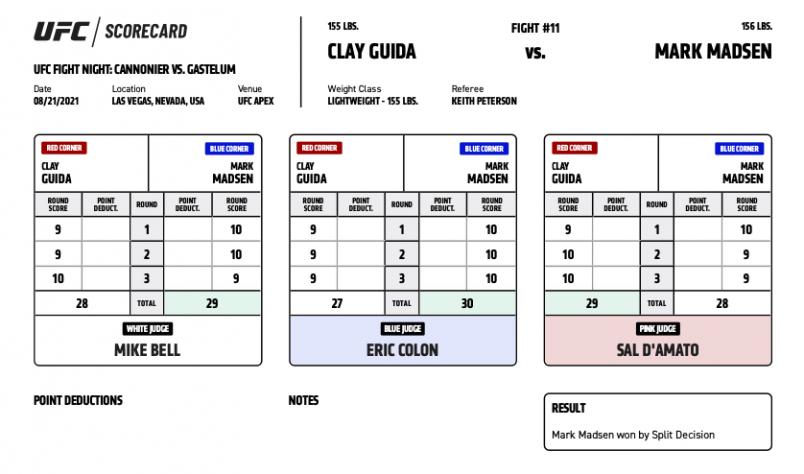 UFC / SCORECARD
UFC FIGHT NIGHT: CANNONIER VS. GASTELUM
Date Location Venue
08/21/2021 LAS VEGAS, NEVADA, USA UFC APEX
155 LBS. FIGHT #11 156 LBS.
CLAY GUIDA vs. MARK MADSEN
Weight Class Referee
LIGHTWEIGHT - 155 LBS. KEITH PETERSON
RED CORNER BLUE CORNER
CLAY MARK
GUIDA MADSEN
ROUND SCORE POINT DEDUCT. ROUND POINT DEDUCT. ROUND SCORE
9 1 10
9 2 10
10 3 9
28 TOTAL 29
WHITE JUDGE
MIKE BELL
RED CORNER BLUE CORNER
CLAY MARK
GUIDA MADSEN
ROUND SCORE POINT DEDUCT. ROUND POINT DEDUCT. ROUND SCORE
9 1 10
9 2 10
9 3 10
27 TOTAL 30
BLUE JUDGE
ERIC COLON
RED CORNER BLUE CORNER
CLAY MARK
GUIDA MADSEN
ROUND SCORE POINT DEDUCT. ROUND POINT DEDUCT. ROUND SCORE
9 1 10
10 2 9
10 3 9
29 TOTAL 28
PINK JUDGE
SAL D'AMATO
POINT DEDUCTIONS
NOTES
RESULT
Mark Madsen won by Split Decision